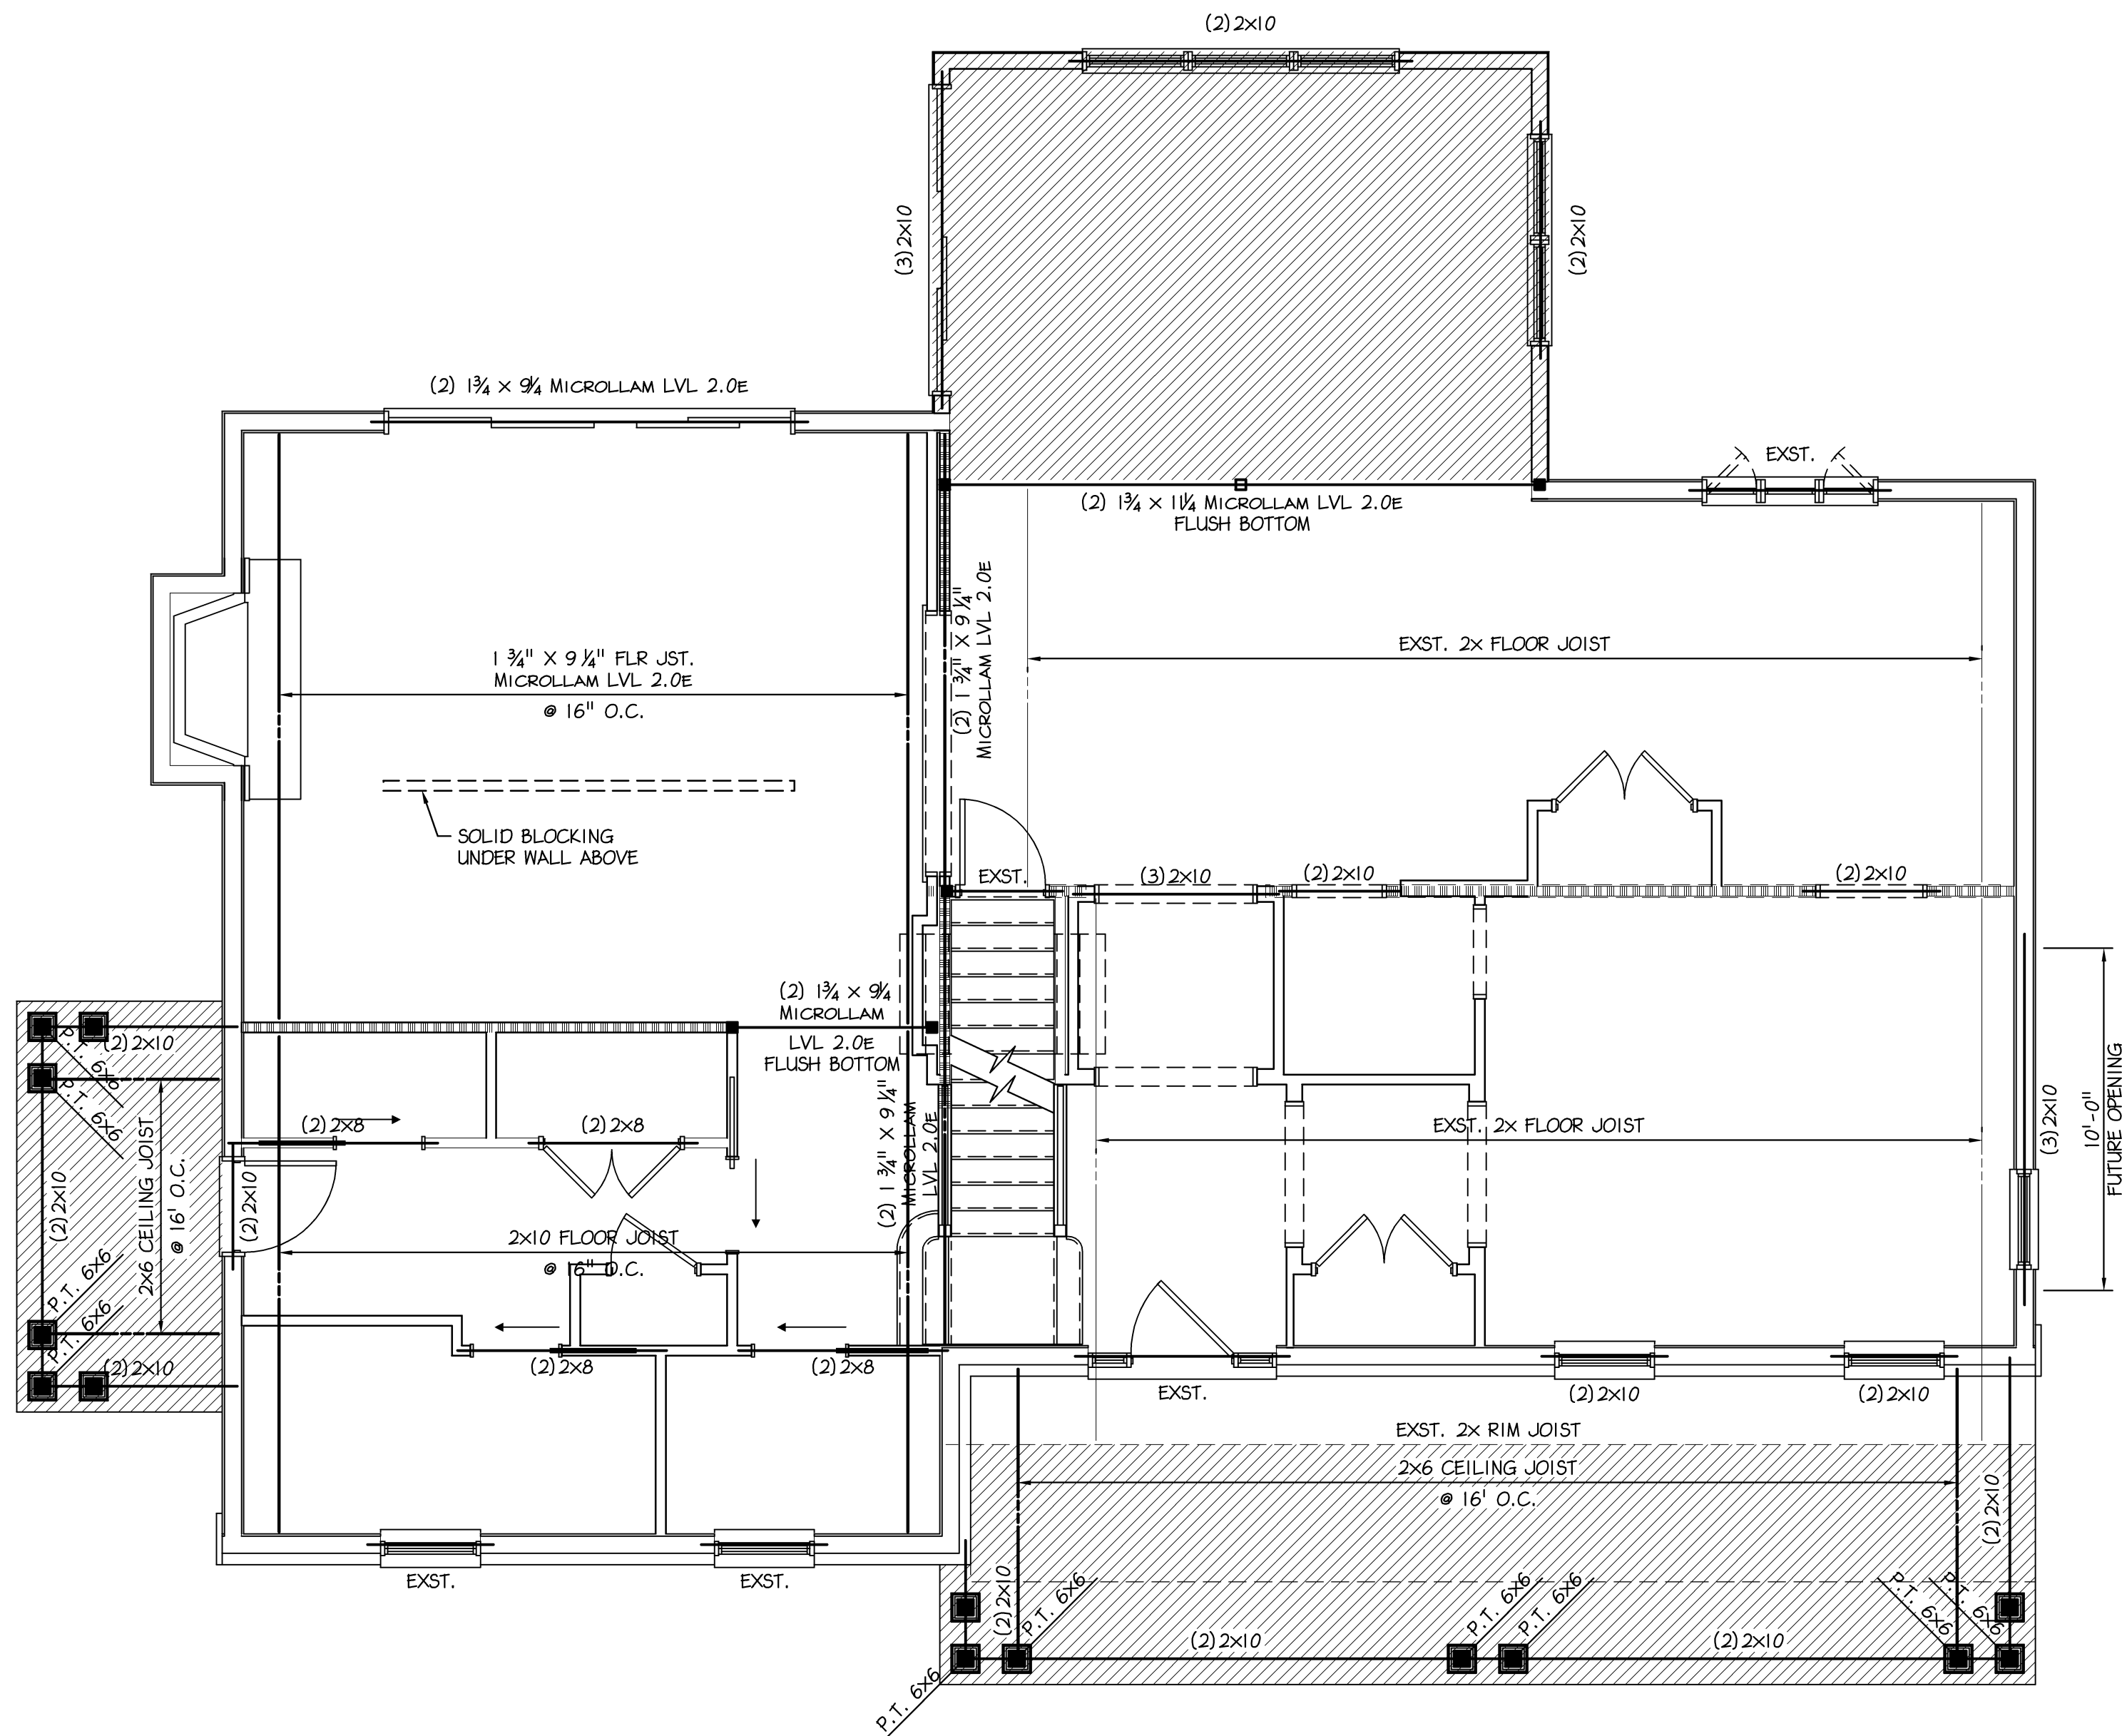 (2) 2x10
(3) 2x10
(2) 2x10
(2) 1¾ x 9¼ MICROLLAM LVL 2.0E
EXST.
(2) 1¾ x 11¼ MICROLLAM LVL 2.0E
FLUSH BOTTOM
(2) 1 ¾" X 9 ¼"
MICROLLAM LVL 2.0E
EXST. 2x FLOOR JOIST
1 ¾" X 9 ¼" FLR JST.
MICROLLAM LVL 2.0E
@ 16" O.C.
SOLID BLOCKING
UNDER WALL ABOVE
EXST.
(3) 2x10
(2) 2x10
(2) 2x10
(2) 1¾ x 9¼
MICROLLAM
LVL 2.0E
FLUSH BOTTOM
P.T. 6x6
(2) 2x10
P.T. 6x6
(2) 2x8
(2) 2x8
(2) 1 ¾" X 9 ¼"
MICROLLAM
LVL 2.0E
EXST. 2x FLOOR JOIST
(3) 2x10
10'-0"
FUTURE OPENING
(2) 2x10
2x6 CEILING JOIST
@ 16' O.C.
(2) 2x10
2x10 FLOOR JOIST
@ 16" O.C.
P.T. 6x6
P.T. 6x6
(2) 2x10
(2) 2x8
(2) 2x8
EXST.
(2) 2x10
(2) 2x10
EXST. 2x RIM JOIST
2x6 CEILING JOIST
@ 16' O.C.
(2) 2x10
EXST.
EXST.
(2) 2x10
P.T. 6x6
P.T. 6x6
P.T. 6x6
P.T. 6x6
P.T. 6x6
(2) 2x10
(2) 2x10
P.T. 6x6